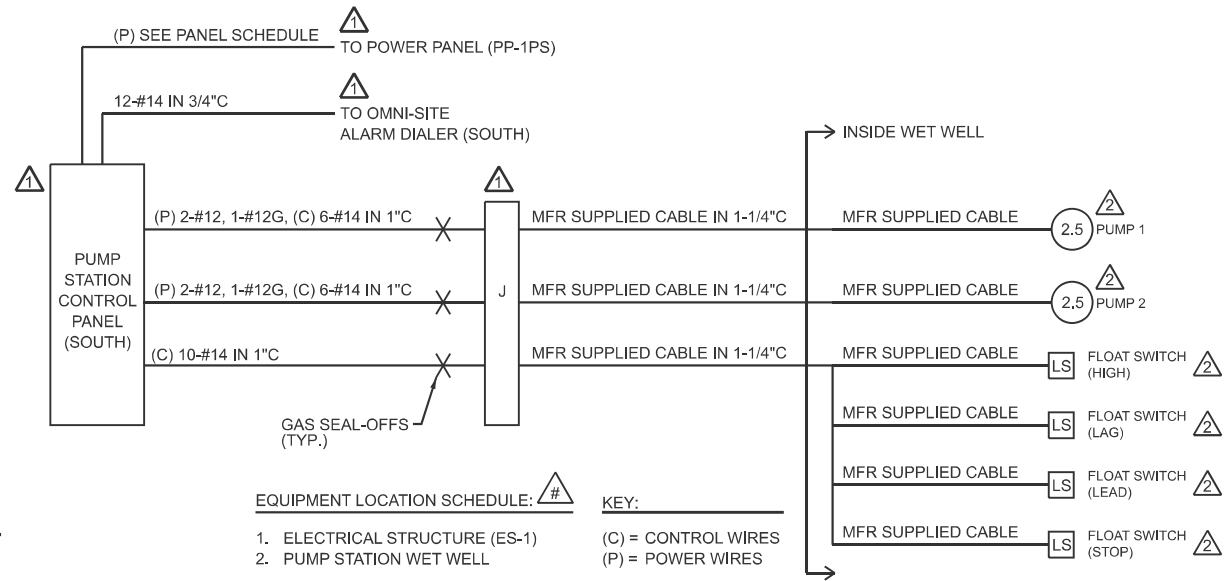 (P) SEE PANEL SCHEDULE
1
TO POWER PANEL (PP-1PS)
12-#14 IN 3/4"C
1
TO OMNI-SITE
ALARM DIALER (SOUTH)
INSIDE WET WELL
1
1
(P) 2-#12, 1-#12G, (C) 6-#14 IN 1"C
MFR SUPPLIED CABLE IN 1-1/4"C
MFR SUPPLIED CABLE
2.5
2
PUMP 1
PUMP
STATION
CONTROL
PANEL
(SOUTH)
(P) 2-#12, 1-#12G, (C) 6-#14 IN 1"C
J
MFR SUPPLIED CABLE IN 1-1/4"C
MFR SUPPLIED CABLE
2.5
2
PUMP 2
(C) 10-#14 IN 1"C
MFR SUPPLIED CABLE IN 1-1/4"C
MFR SUPPLIED CABLE
LS
FLOAT SWITCH
(HIGH)
2
MFR SUPPLIED CABLE
LS
FLOAT SWITCH
(LAG)
2
GAS SEAL-OFFS
(TYP.)
MFR SUPPLIED CABLE
LS
FLOAT SWITCH
(LEAD)
2
MFR SUPPLIED CABLE
LS
FLOAT SWITCH
(STOP)
2
EQUIPMENT LOCATION SCHEDULE: #
1. ELECTRICAL STRUCTURE (ES-1)
2. PUMP STATION WET WELL
KEY:
(C) = CONTROL WIRES
(P) = POWER WIRES